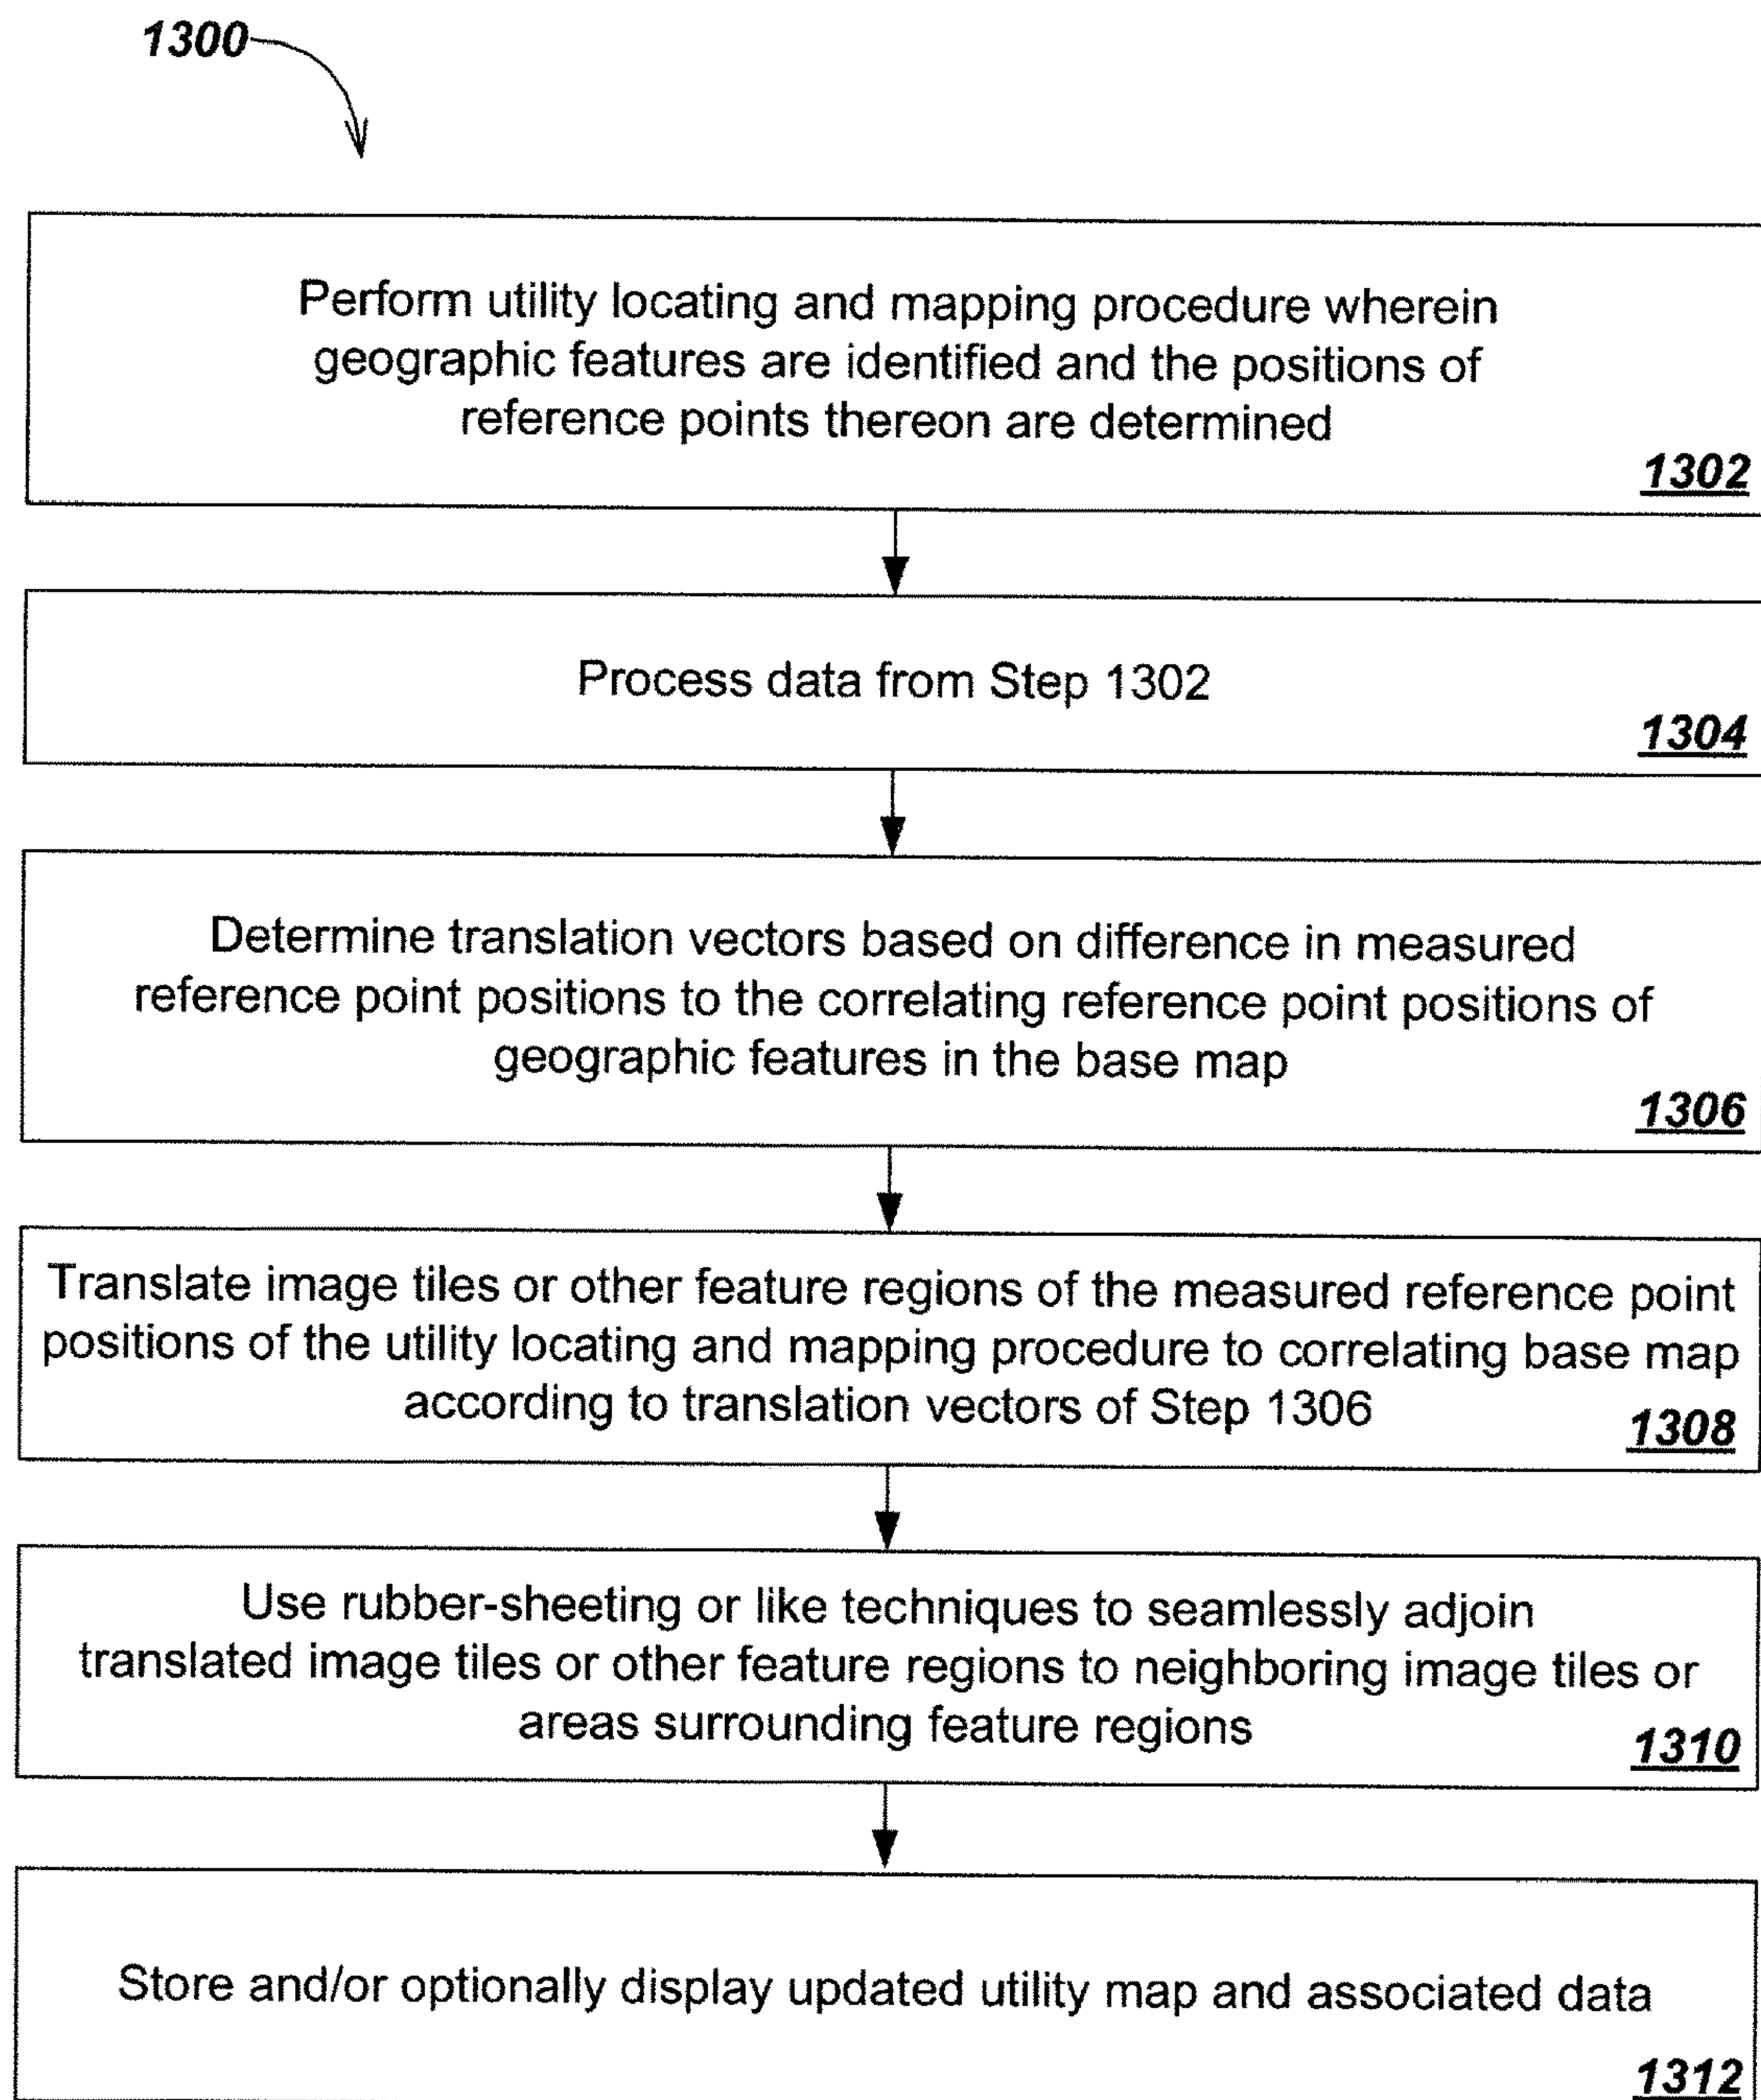 1300
Perform utility locating and mapping procedure wherein
geographic features are identified and the positions of
reference points thereon are determined
1302
Process data from Step 1302
1304
Determine translation vectors based on difference in measured
reference point positions to the correlating reference point positions of
geographic features in the base map
1306
Translate image tiles or other feature regions of the measured reference point
positions of the utility locating and mapping procedure to correlating base map
according to translation vectors of Step 1306
1308
Use rubber-sheeting or like techniques to seamlessly adjoin
translated image tiles or other feature regions to neighboring image tiles or
areas surrounding feature regions
1310
Store and/or optionally display updated utility map and associated data
1312